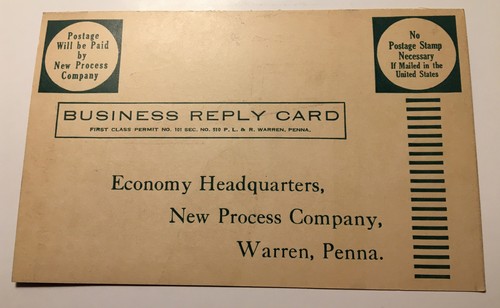 Postage
Will be Paid
by
New Process
Company
No
Postage Stamp
Necessary
If Mailed in the
United States
BUSINESS REPLY CARD
FIRST CLASS PERMIT NO. 101 SEC. NO. 510 P. L. & R. WARREN, PENNA.
Economy Headquarters,
New Process Company,
Warren, Penna.